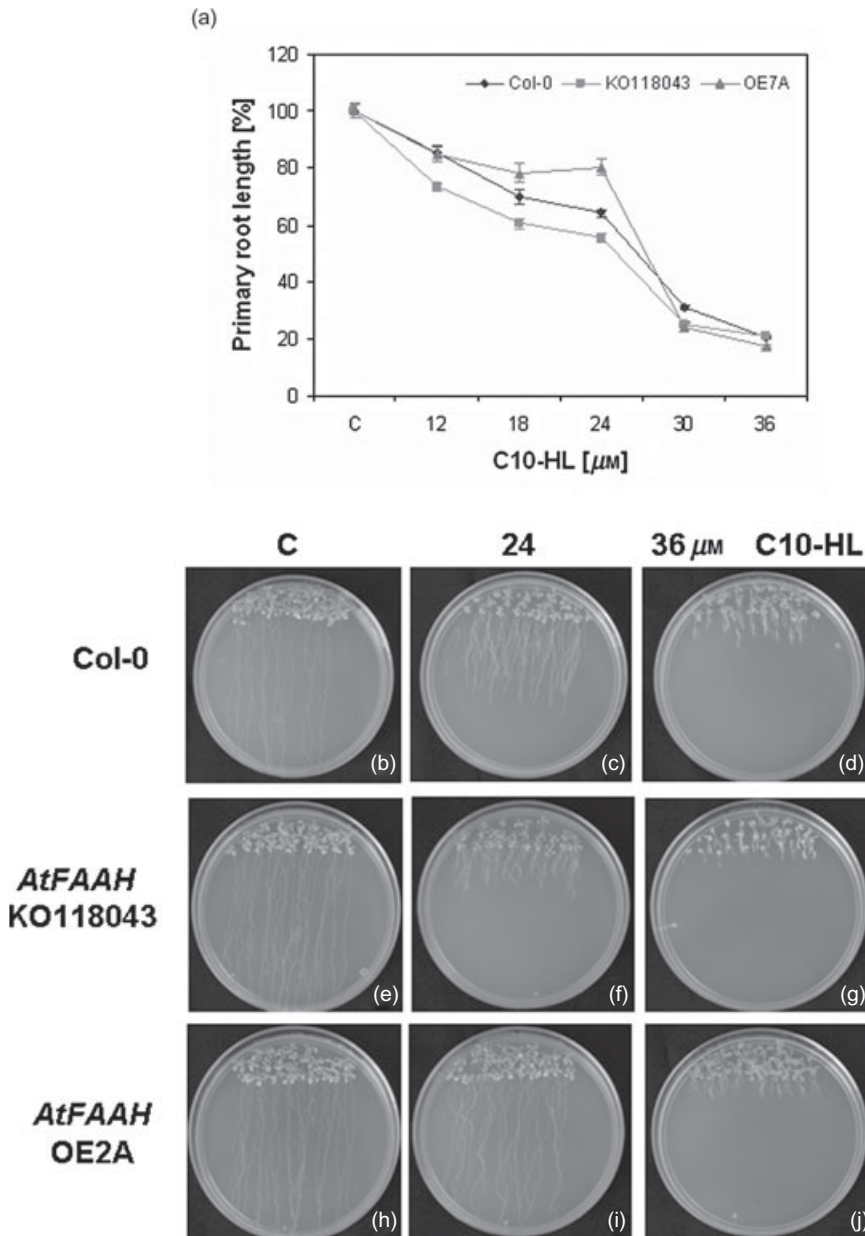 (a)
120
100
80
60
40
20
0
Primary root length [%]
Col-0 KO118043 OE7A
C 12 18 24 30 36
C10-HL [μM]
C 24 36 μM C10-HL
Col-0
(b) (c) (d)
AtFAAH
KO118043
(e) (f) (g)
AtFAAH
OE2A
(h) (i) (j)